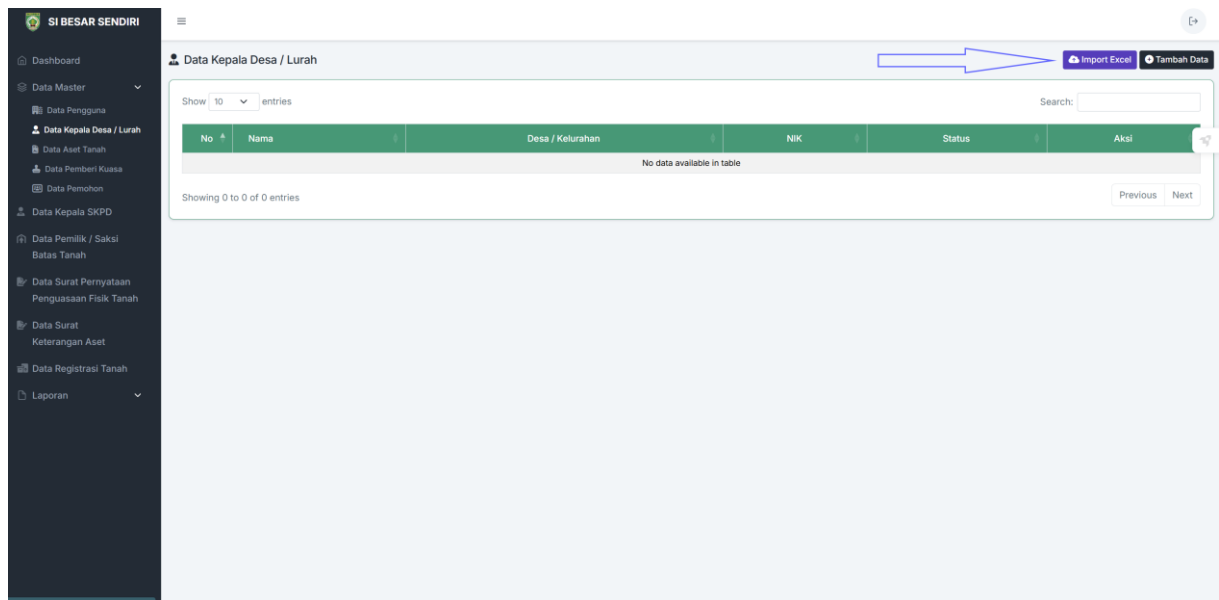 SI BESAR SENDIRI
Dashboard
Data Master
Data Pengguna
Data Kepala Desa / Lurah
Data Aset Tanah
Data Pemberi Kuasa
Data Pemohon
Data Kepala SKPD
Data Pemilik / Saksi
Batas Tanah
Data Surat Pernyataan
Penguasaan Fisik Tanah
Data Surat
Keterangan Aset
Data Registrasi Tanah
Laporan
Data Kepala Desa / Lurah
Import Excel Tambah Data
Show 10 entries Search:
No Nama Desa / Kelurahan NIK Status Aksi
No data available in table
Showing 0 to 0 of 0 entries Previous Next